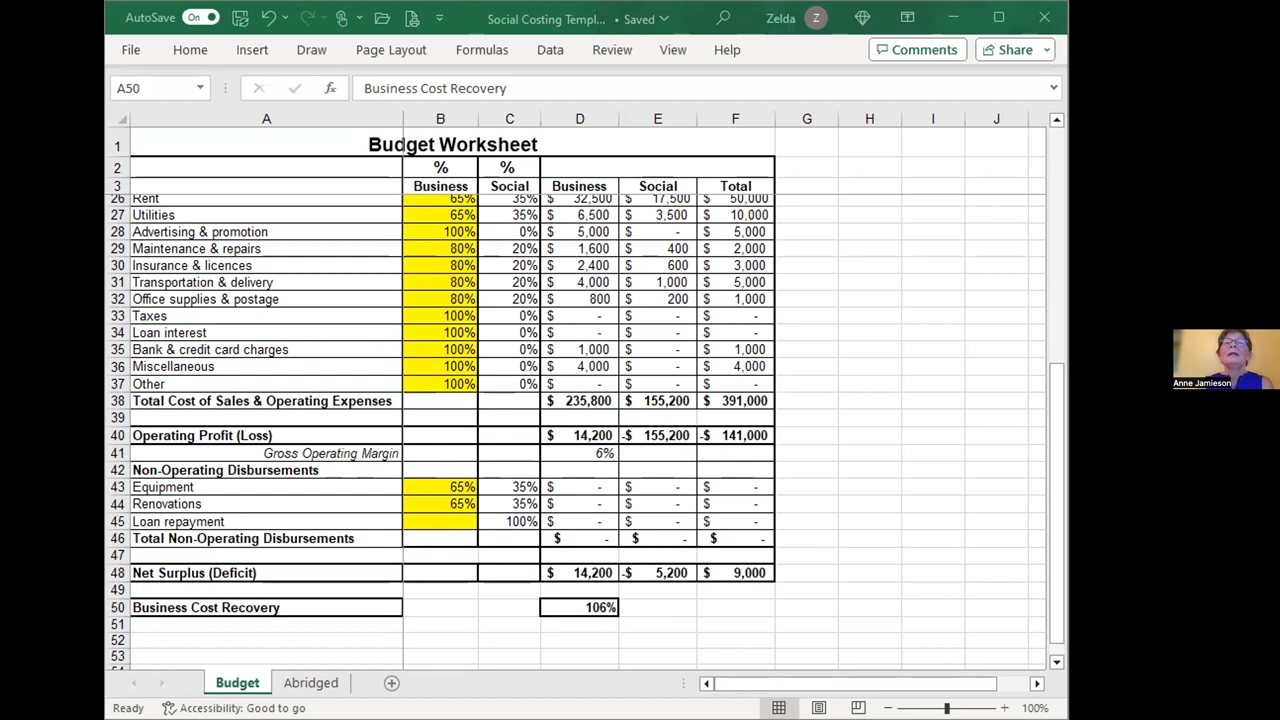 AutoSave On Social Costing Templ... • Saved Zelda Z
File Home Insert Draw Page Layout Formulas Data Review View Help Comments Share
A50 fx Business Cost Recovery
A B C D E F G H I J
1 Budget Worksheet
2 % %
3 Business Social Business Social Total
26 Rent 65% 35% $ 32,500 $ 17,500 $ 50,000
27 Utilities 65% 35% $ 6,500 $ 3,500 $ 10,000
28 Advertising & promotion 100% 0% $ 5,000 $ - $ 5,000
29 Maintenance & repairs 80% 20% $ 1,600 $ 400 $ 2,000
30 Insurance & licences 80% 20% $ 2,400 $ 600 $ 3,000
31 Transportation & delivery 80% 20% $ 4,000 $ 1,000 $ 5,000
32 Office supplies & postage 80% 20% $ 800 $ 200 $ 1,000
33 Taxes 100% 0% $ - $ - $ -
34 Loan interest 100% 0% $ - $ - $ -
35 Bank & credit card charges 100% 0% $ 1,000 $ - $ 1,000
36 Miscellaneous 100% 0% $ 4,000 $ - $ 4,000
37 Other 100% 0% $ - $ - $ -
38 Total Cost of Sales & Operating Expenses $ 235,800 $ 155,200 $ 391,000
39
40 Operating Profit (Loss) $ 14,200 -$ 155,200 -$ 141,000
41 Gross Operating Margin 6%
42 Non-Operating Disbursements
43 Equipment 65% 35% $ - $ - $ -
44 Renovations 65% 35% $ - $ - $ -
45 Loan repayment 100% $ - $ - $ -
46 Total Non-Operating Disbursements $ - $ - $ -
47
48 Net Surplus (Deficit) $ 14,200 -$ 5,200 $ 9,000
49
50 Business Cost Recovery 106%
51
52
53
Budget Abridged
Ready Accessibility: Good to go 100%
Anne Jamieson